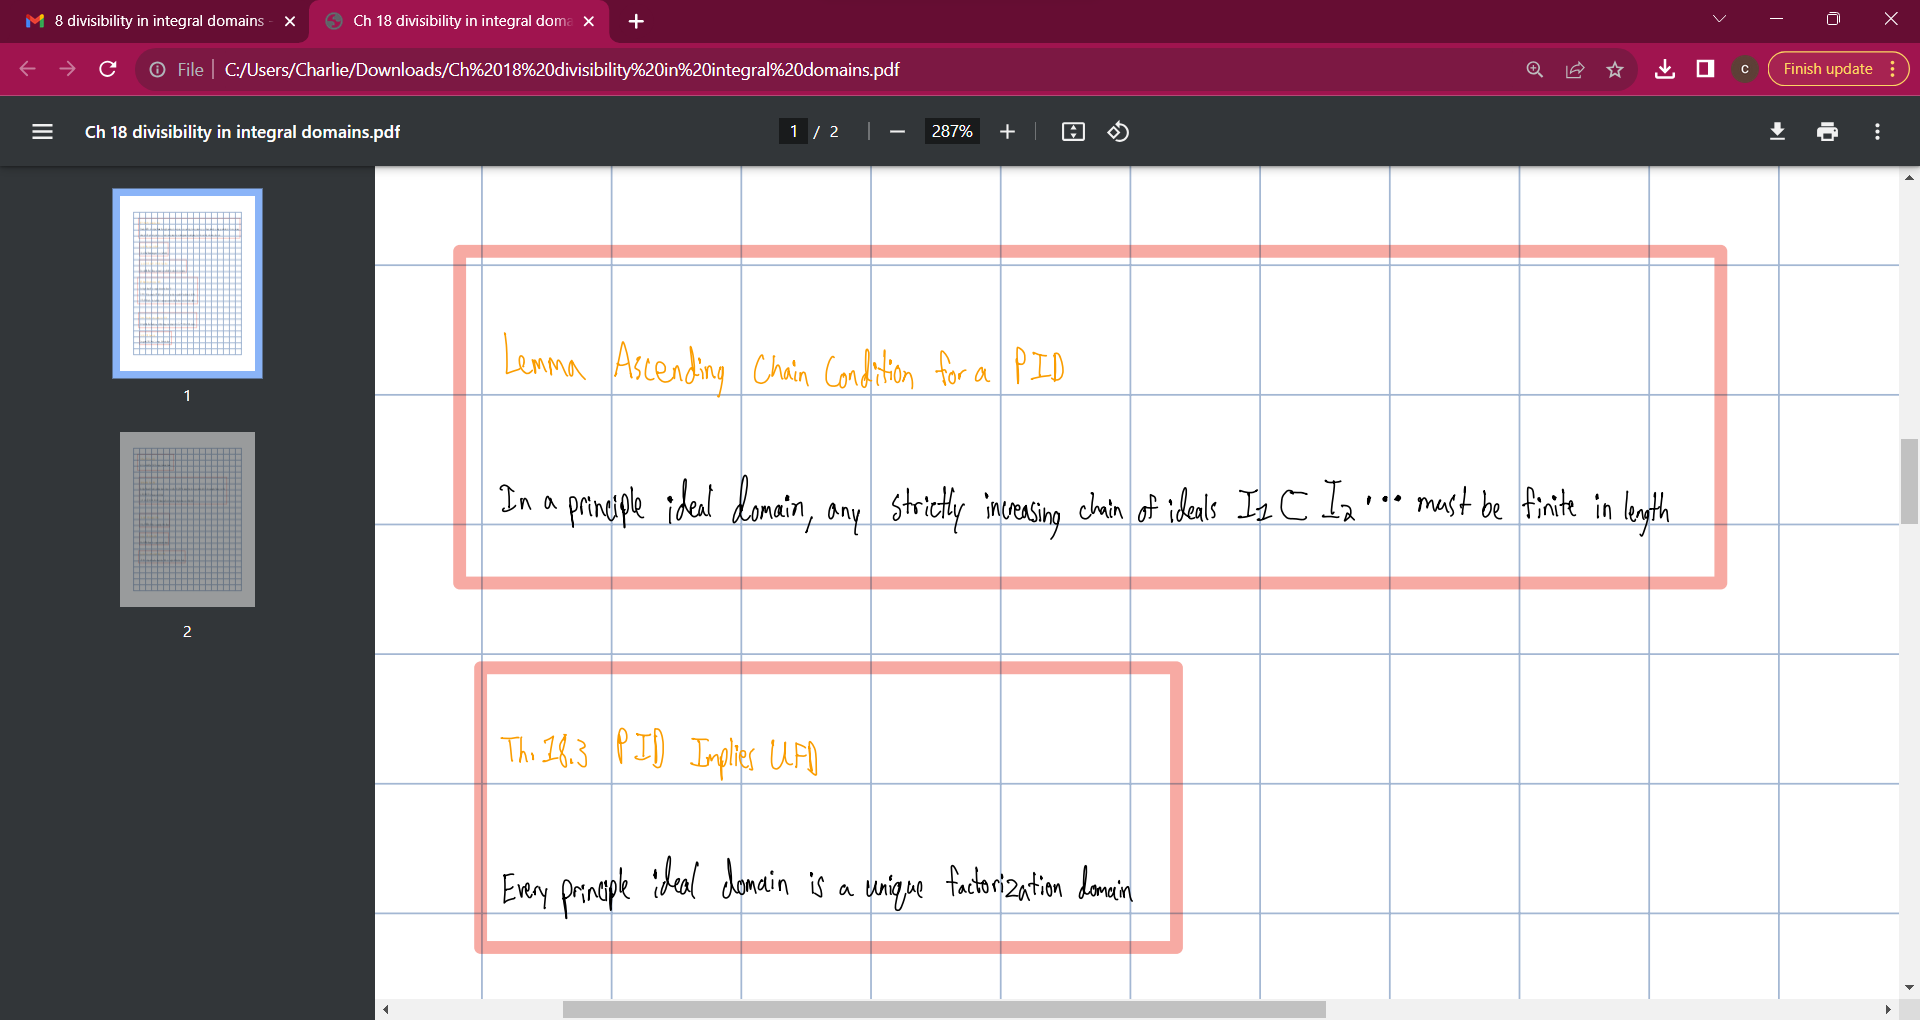 8 divisibility in integral domains -
Ch 18 divisibility in integral doma
File
C:/Users/Charlie/Downloads/Ch%2018%20divisibility%20in%20integral%20domains.pdf
C
Finish update
Ch 18 divisibility in integral domains.pdf
1 / 2
287%
1
2
Lemma Ascending Chain Condition for a PID
In a principle ideal domain, any strictly increasing chain of ideals I1 ⊂ I2 ... must be finite in length
Th. 18.3 PID Implies UFD
Every principle ideal domain is a unique factorization domain